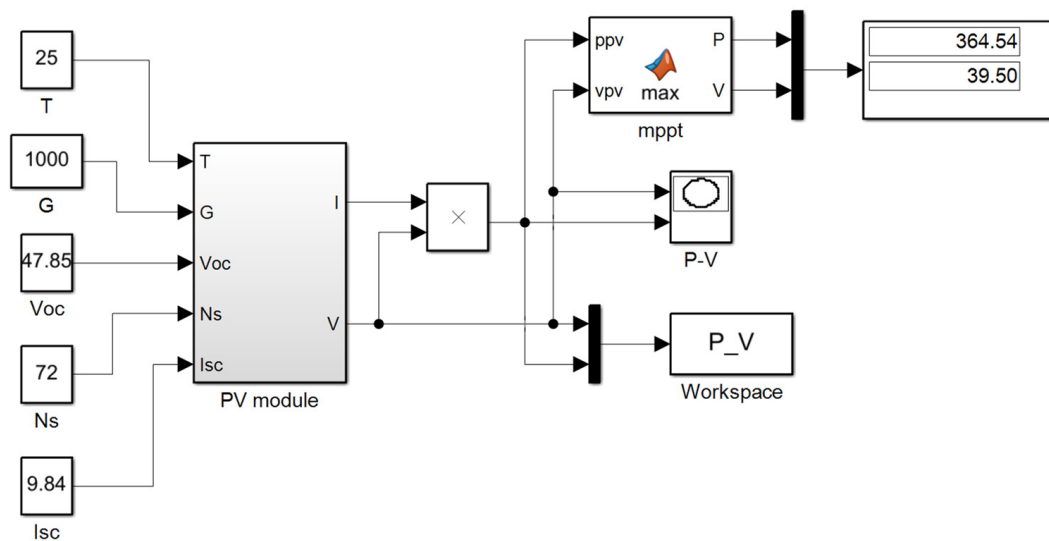 25
T
1000
G
47.85
Voc
72
Ns
9.84
Isc
T
G
Voc
Ns
Isc
I
V
PV module
×
ppv
vpv
P
V
max
mppt
364.54
39.50
P-V
P_V
Workspace